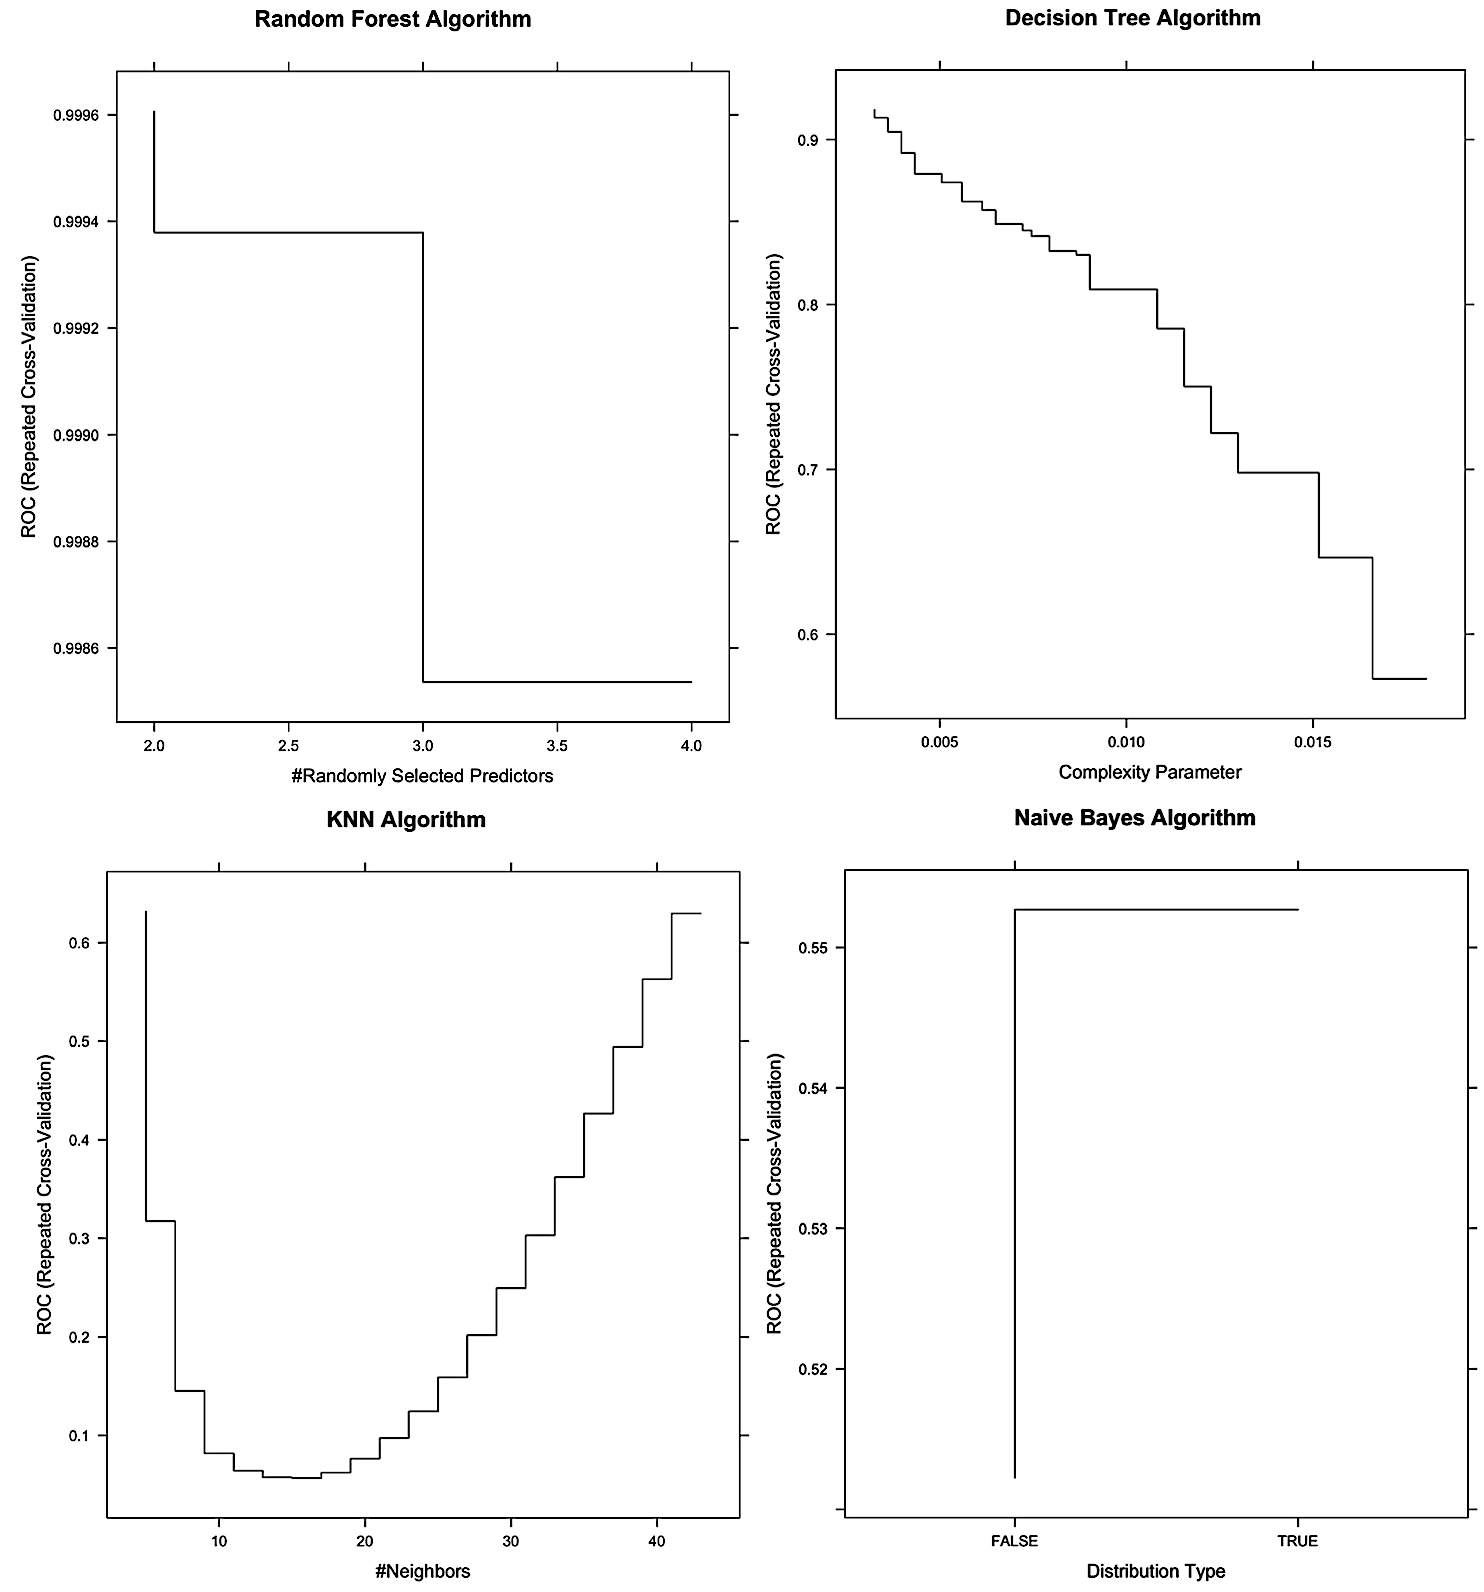 Random Forest Algorithm
ROC (Repeated Cross-Validation)
0.9996
0.9994
0.9992
0.9990
0.9988
0.9986
2.0 2.5 3.0 3.5 4.0
#Randomly Selected Predictors
Decision Tree Algorithm
ROC (Repeated Cross-Validation)
0.9
0.8
0.7
0.6
0.005 0.010 0.015
Complexity Parameter
KNN Algorithm
ROC (Repeated Cross-Validation)
0.6
0.5
0.4
0.3
0.2
0.1
10 20 30 40
#Neighbors
Naive Bayes Algorithm
ROC (Repeated Cross-Validation)
0.55
0.54
0.53
0.52
FALSE TRUE
Distribution Type